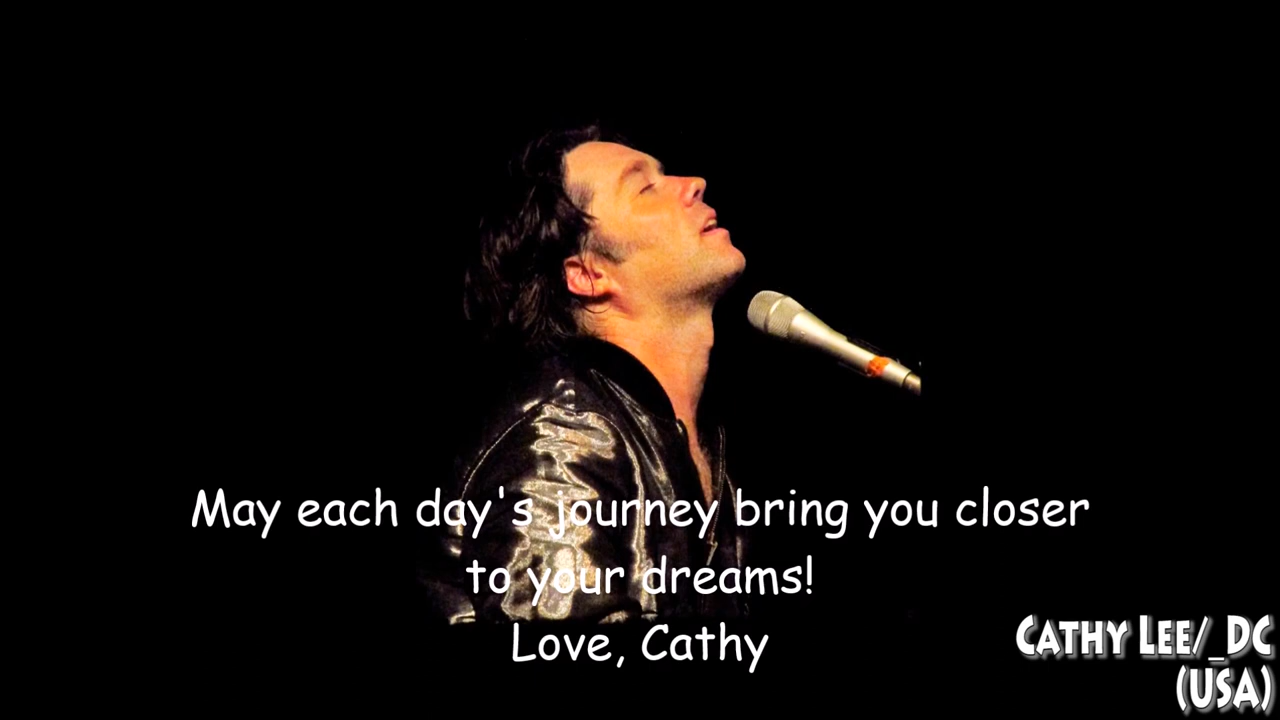 May each day's journey bring you closer
to your dreams!
Love, Cathy
CATHY LEE/_DC
(USA)